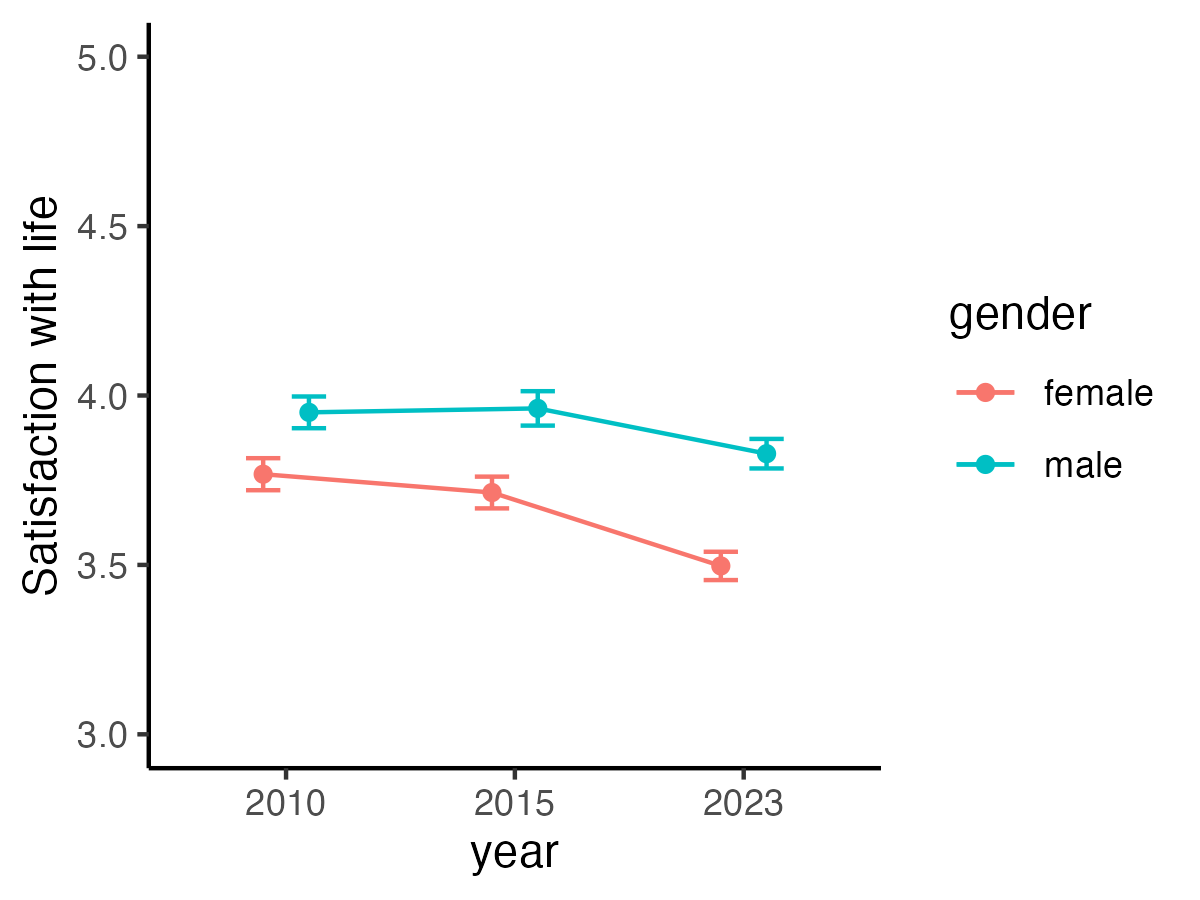 Satisfaction with life
5.0
4.5
4.0
3.5
3.0
2010 2015 2023
year
gender
female
male